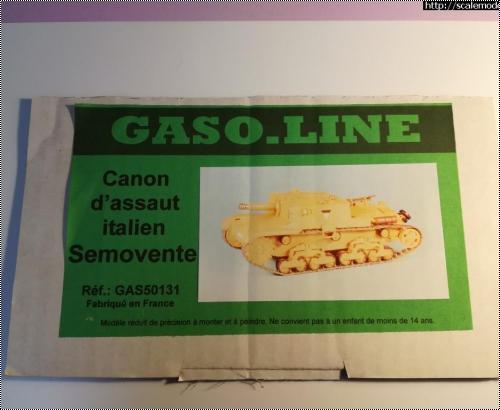 http://scalemod
GASO.LINE
Canon
d'assaut
italien
Semovente
Réf.: GAS50131
Fabriqué en France
Modèle réduit de précision à monter et à peindre. Ne convient pas à un enfant de moins de 14 ans.